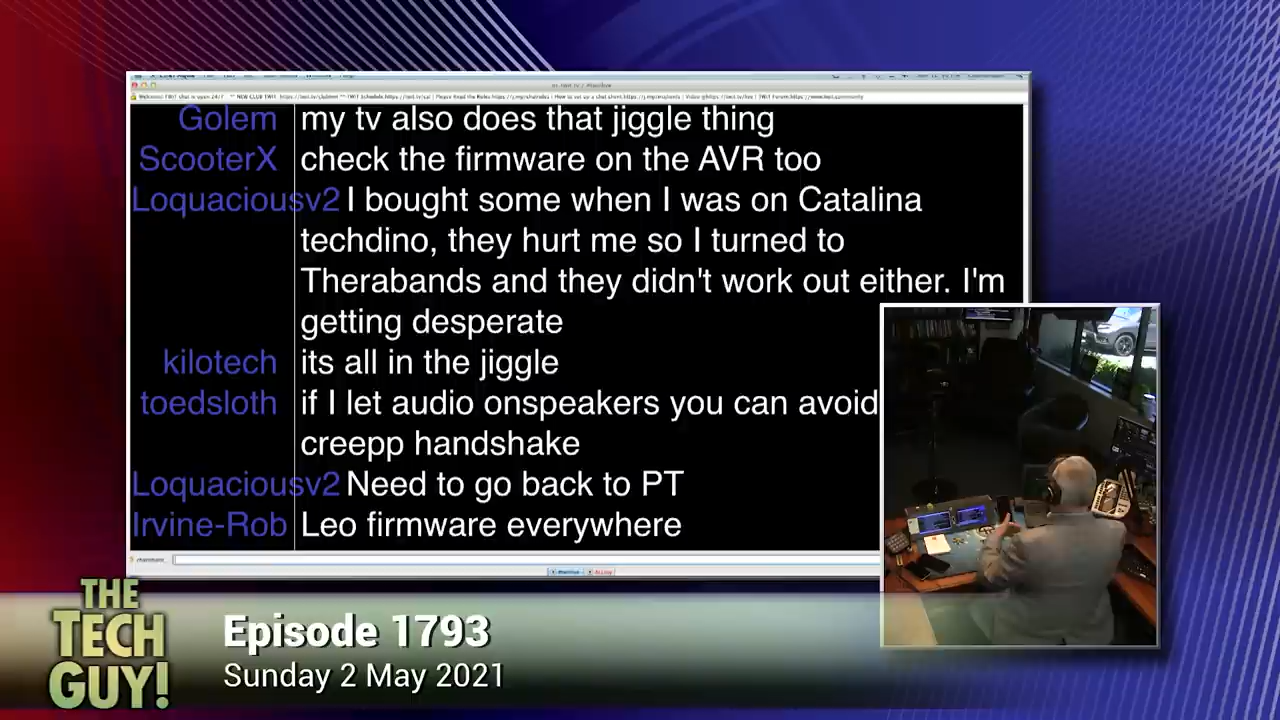 Golem my tv also does that jiggle thing
ScooterX check the firmware on the AVR too
Loquaciousv2 I bought some when I was on Catalina
techdino, they hurt me so I turned to
Therabands and they didn't work out either. I'm
getting desperate
kilotech its all in the jiggle
toedsloth if I let audio onspeakers you can avoid
creepp handshake
Loquaciousv2 Need to go back to PT
Irvine-Rob Leo firmware everywhere
THE
TECH
GUY!
Episode 1793
Sunday 2 May 2021